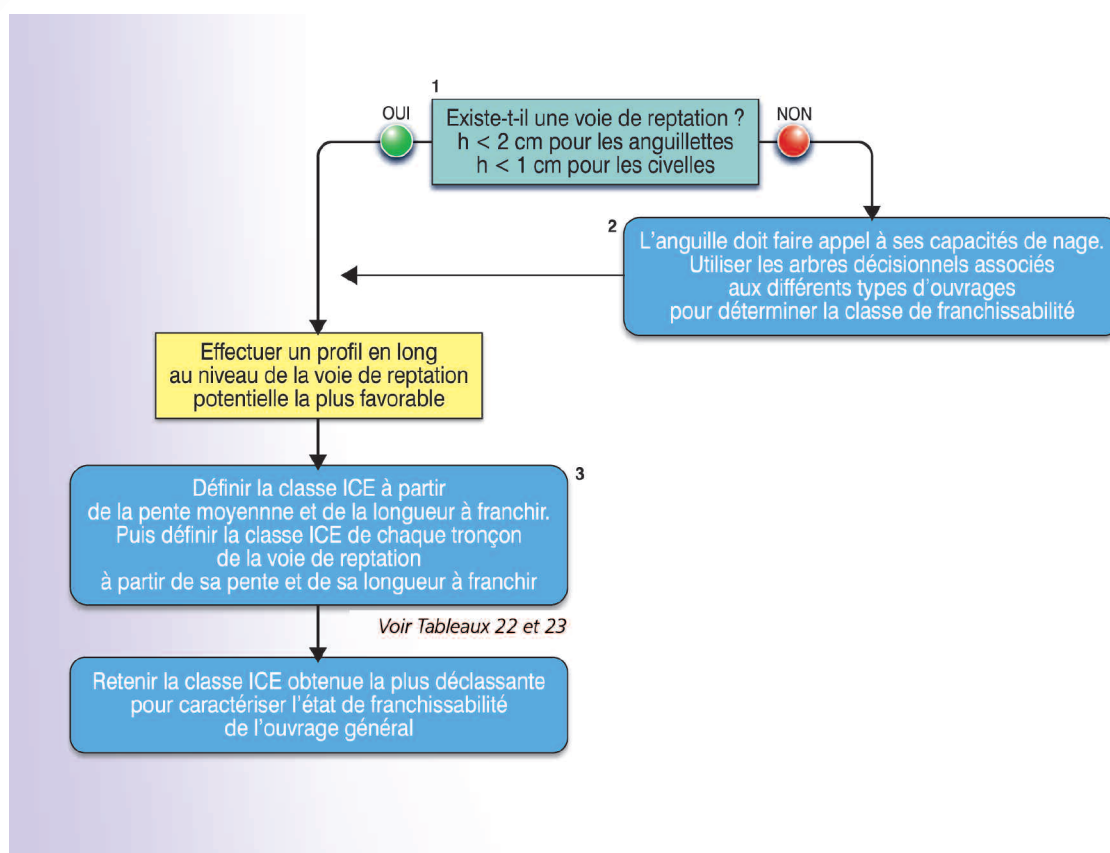 1
OUI
Existe-t-il une voie de reptation ?
h < 2 cm pour les anguillettes
h < 1 cm pour les civelles
NON
2
L'anguille doit faire appel à ses capacités de nage.
Utiliser les arbres décisionnels associés
aux différents types d'ouvrages
pour déterminer la classe de franchissabilité
Effectuer un profil en long
au niveau de la voie de reptation
potentielle la plus favorable
3
Définir la classe ICE à partir
de la pente moyennne et de la longueur à franchir.
Puis définir la classe ICE de chaque tronçon
de la voie de reptation
à partir de sa pente et de sa longueur à franchir
Voir Tableaux 22 et 23
Retenir la classe ICE obtenue la plus déclassante
pour caractériser l'état de franchissabilité
de l'ouvrage général